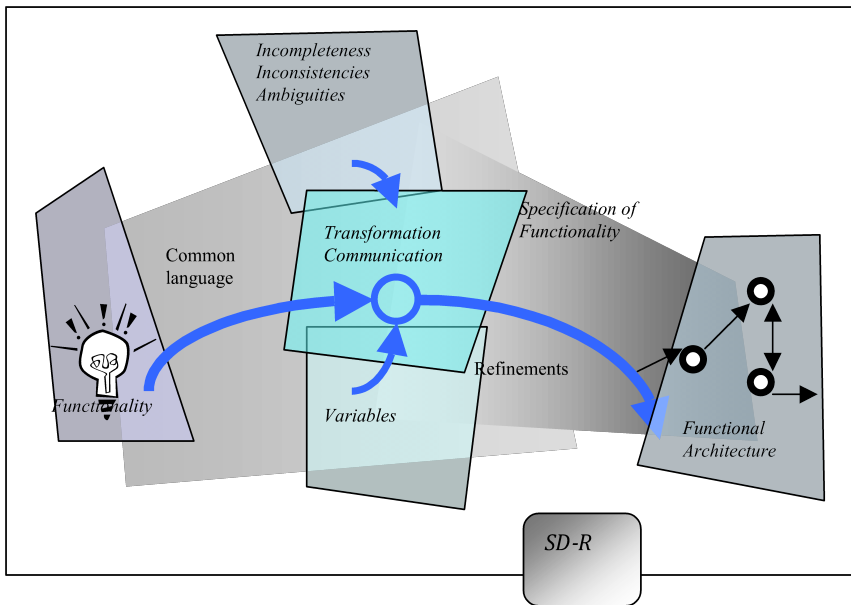 Incompleteness
Inconsistencies
Ambiguities
Specification of
Functionality
Transformation
Communication
Common
language
Refinements
Functionality
Variables
Functional
Architecture
SD-R